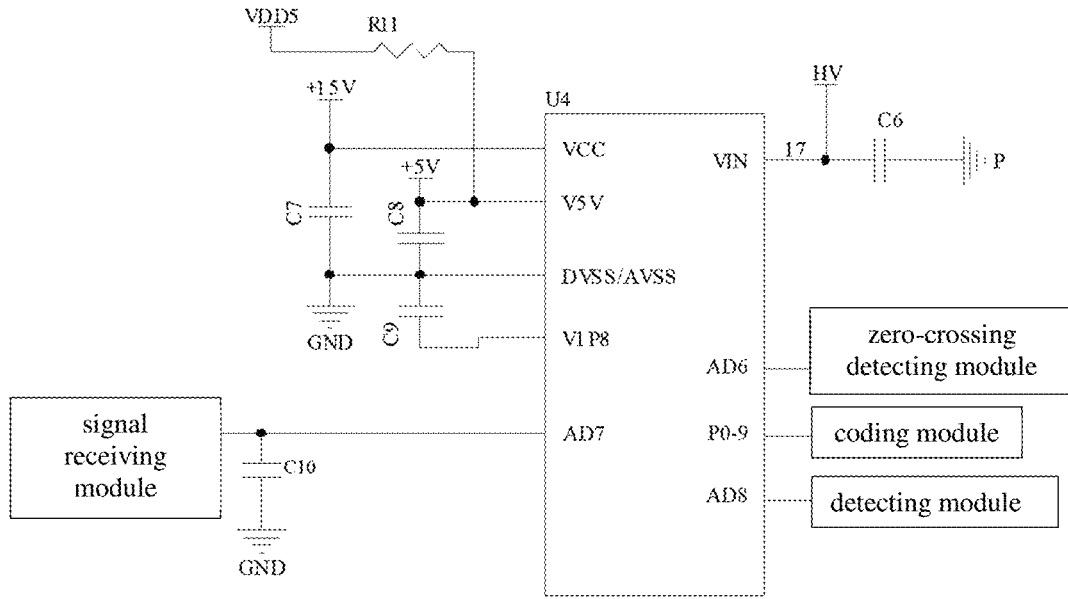 VDD5
R11
+15V
HV
U4
C6
VCC
VIN
17
P
+5V
V5V
C7
C8
DVSS/AVSS
GND
C9
V1P8
zero-crossing
detecting module
AD6
signal
receiving
module
AD7
P0-9
coding module
C10
AD8
detecting module
GND